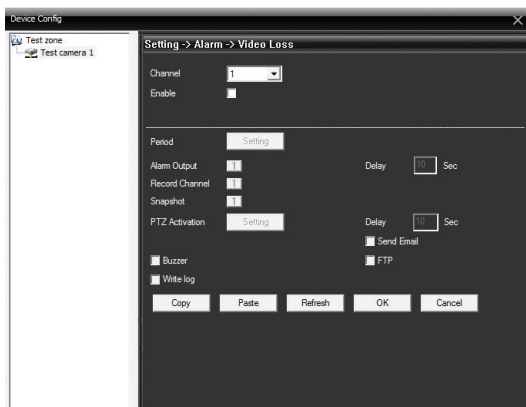 Device Config
Test zone
Test camera 1
Setting -> Alarm -> Video Loss
Channel 1
Enable
Period Setting
Alarm Output 1 Delay 10 Sec
Record Channel 1
Snapshot 1
PTZ Activation Setting Delay 10 Sec
Send Email
Buzzer FTP
Write log
Copy Paste Refresh OK Cancel